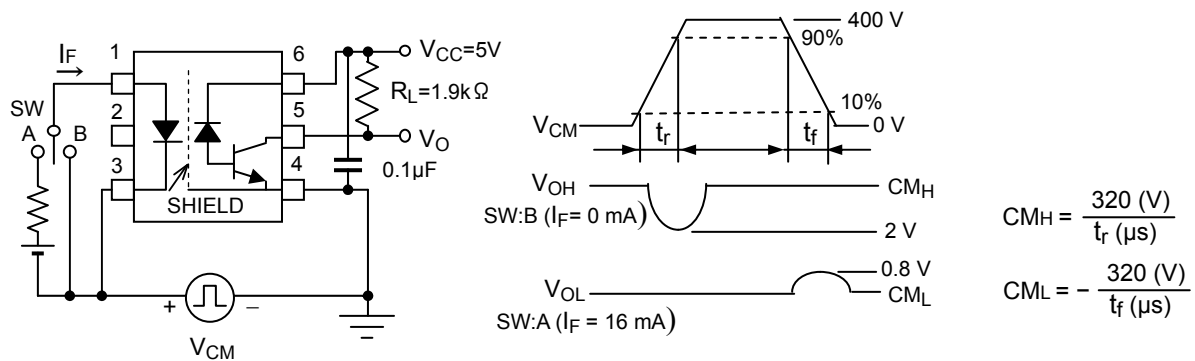 IF
1
6
VCC=5V
SW
A
B
2
5
RL=1.9kΩ
VO
3
4
0.1μF
SHIELD
+
−
VCM
400 V
90%
10%
VCM
0 V
tr
tf
VOH
CMH
SW:B (IF= 0 mA)
2 V
0.8 V
VOL
CML
SW:A (IF = 16 mA)
CMH = 320 (V)
tr (μs)
CML = − 320 (V)
tf (μs)